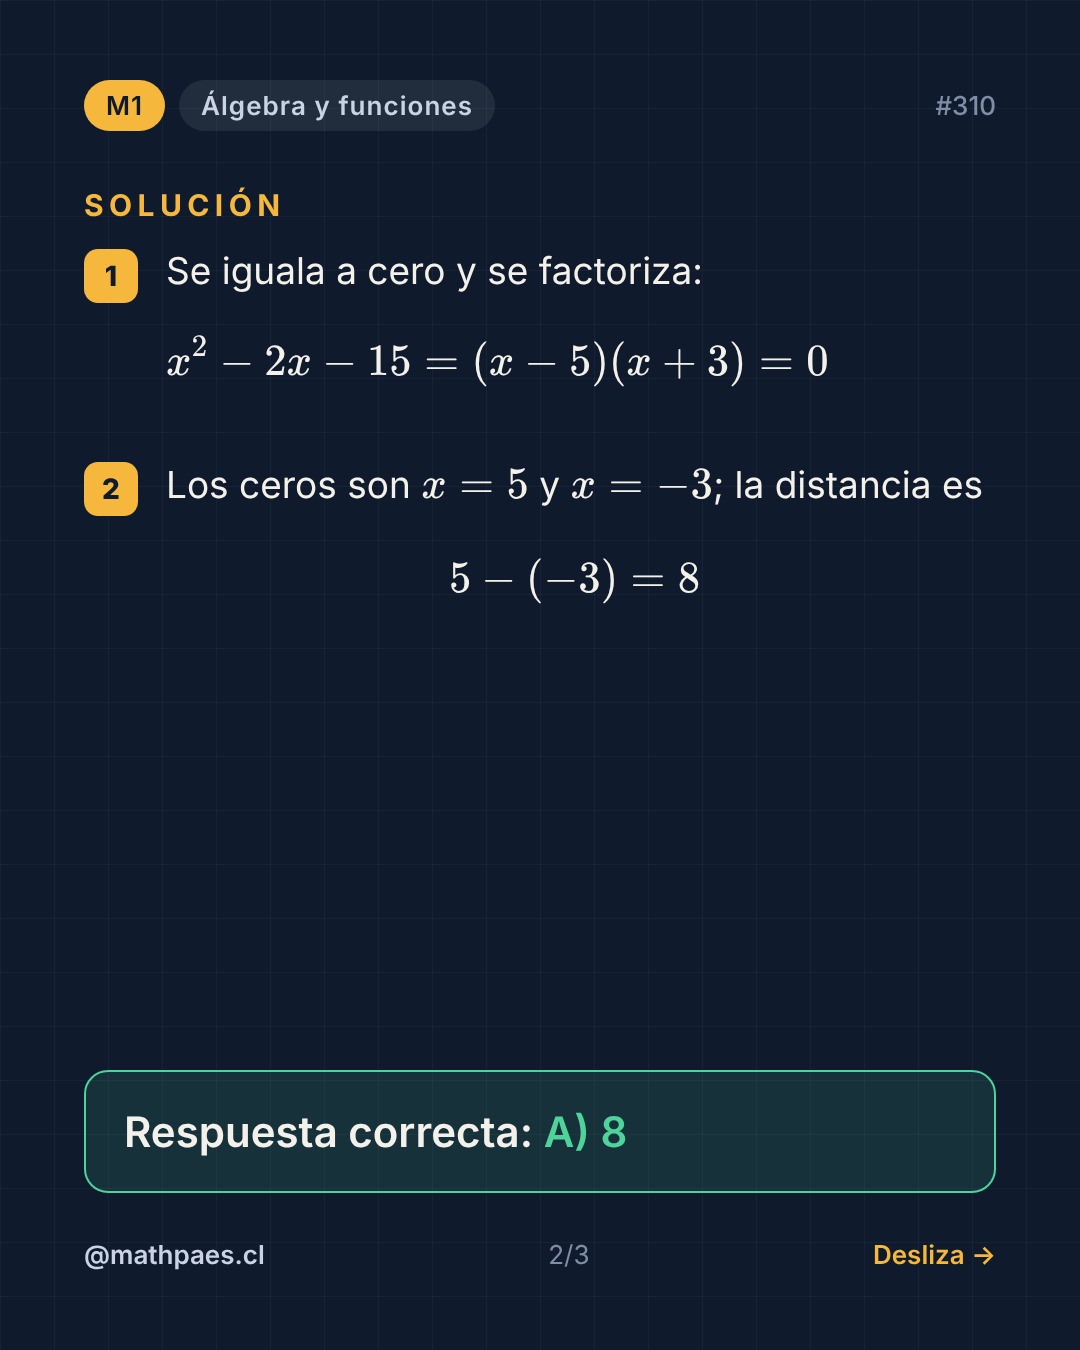 M1 Álgebra y funciones #310
SOLUCIÓN
1 Se iguala a cero y se factoriza:
x² − 2x − 15 = (x − 5)(x + 3) = 0
2 Los ceros son x = 5 y x = −3; la distancia es
5 − (−3) = 8
Respuesta correcta: A) 8
@mathpaes.cl 2/3 Desliza →